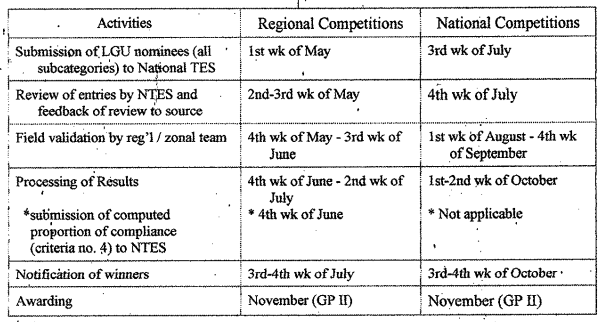 Activities Regional Competitions National Competitions
Submission of LGU nominees (all 1st wk of May 3rd wk of July
subcategories) to National TES
Review of entries by NTES and 2nd-3rd wk of May 4th wk of July
feedback of review to source
Field validation by reg'l / zonal team 4th wk of May - 3rd wk of 1st wk of August - 4th wk
June of September
Processing of Results 4th wk of June - 2nd wk of 1st-2nd wk of October
July
*submission of computed * 4th wk of June * Not applicable
proportion of compliance
(criteria no. 4) to NTES
Notification of winners 3rd-4th wk of July 3rd-4th wk of October
Awarding November (GP II) November (GP II)